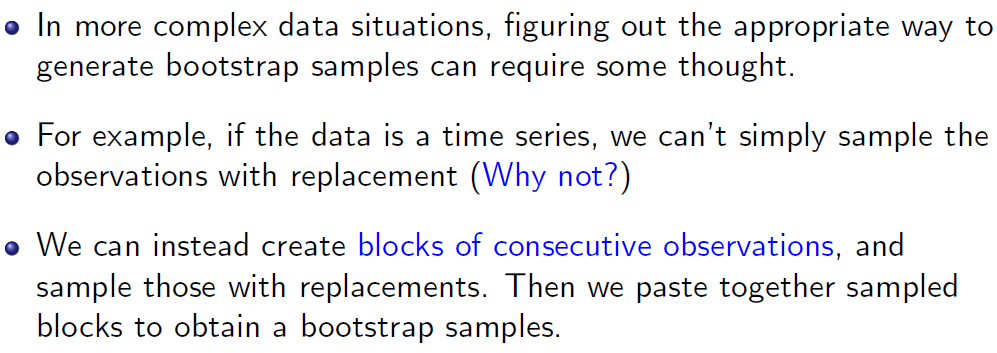 In more complex data situations, figuring out the appropriate way to
generate bootstrap samples can require some thought.
For example, if the data is a time series, we can't simply sample the
observations with replacement (Why not?)
We can instead create blocks of consecutive observations, and
sample those with replacements. Then we paste together sampled
blocks to obtain a bootstrap samples.